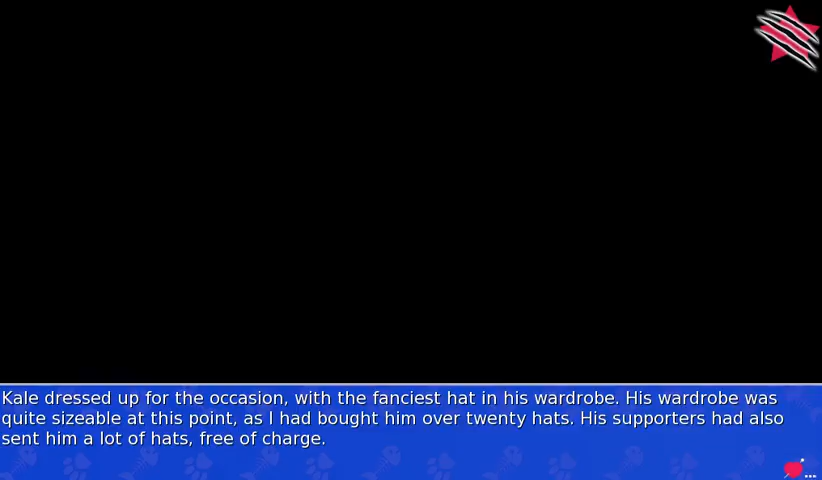 Kale dressed up for the occasion, with the fanciest hat in his wardrobe. His wardrobe was
quite sizeable at this point, as I had bought him over twenty hats. His supporters had also
sent him a lot of hats, free of charge.
...